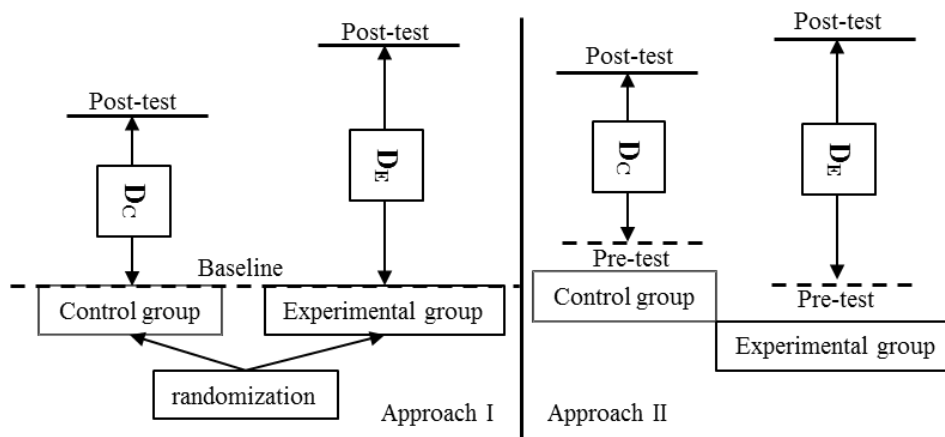 Post-test
Post-test
D_C
D_E
Baseline
Control group
Experimental group
randomization
Approach I
Post-test
Post-test
D_C
D_E
Pre-test
Control group
Pre-test
Experimental group
Approach II